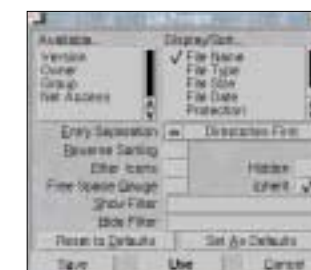 Available... Display/Sort...
Version ✓ File Name
Owner File Type
Group File Size
Net Access File Date
Protection
Entry Separation Directories First
Reverse Sorting
Other Icons Hidden
Free Space Gauge Inherit ✓
Show Filter
Hide Filter
Reset to Defaults Set As Defaults
Save Use Cancel